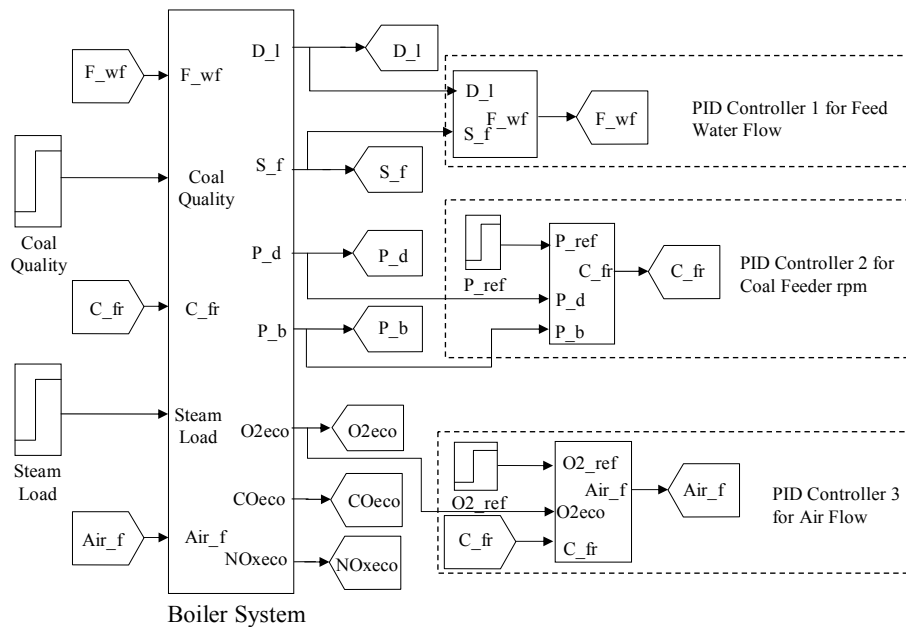 F_wf
F_wf
Coal
Quality
Coal
Quality
C_fr
C_fr
Steam
Load
Steam
Load
Air_f
Air_f
D_l
S_f
P_d
P_b
O2eco
COeco
NOxeco
Boiler System
D_l
S_f
P_d
P_b
O2eco
COeco
NOxeco
D_l
F_wf
S_f
F_wf
PID Controller 1 for Feed
Water Flow
P_ref
P_ref
C_fr
P_d
P_b
C_fr
PID Controller 2 for
Coal Feeder rpm
O2_ref
C_fr
O2_ref
Air_f
O2eco
C_fr
Air_f
PID Controller 3
for Air Flow